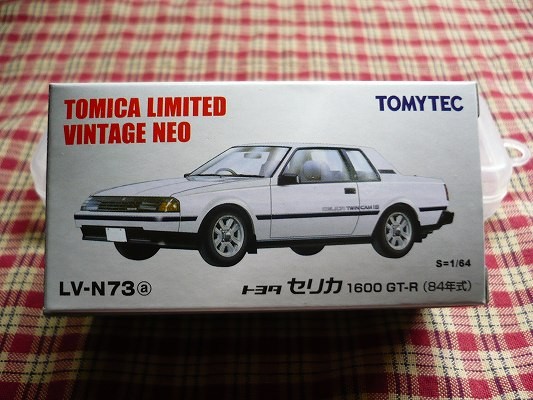 TOMICA LIMITED
VINTAGE NEO
TOMYTEC
S=1/64
LV-N73ⓐ
トヨタ セリカ 1600 GT-R (84年式)